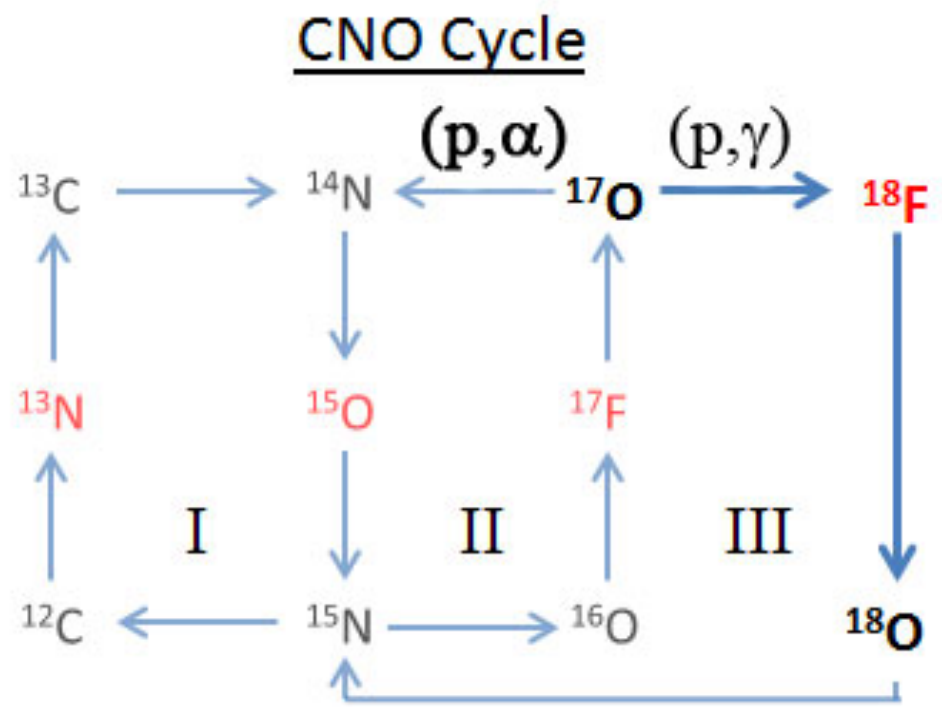 CNO Cycle
(p,α) (p,γ)
¹³C ¹⁴N ¹⁷O ¹⁸F
¹³N ¹⁵O ¹⁷F
I II III
¹²C ¹⁵N ¹⁶O ¹⁸O